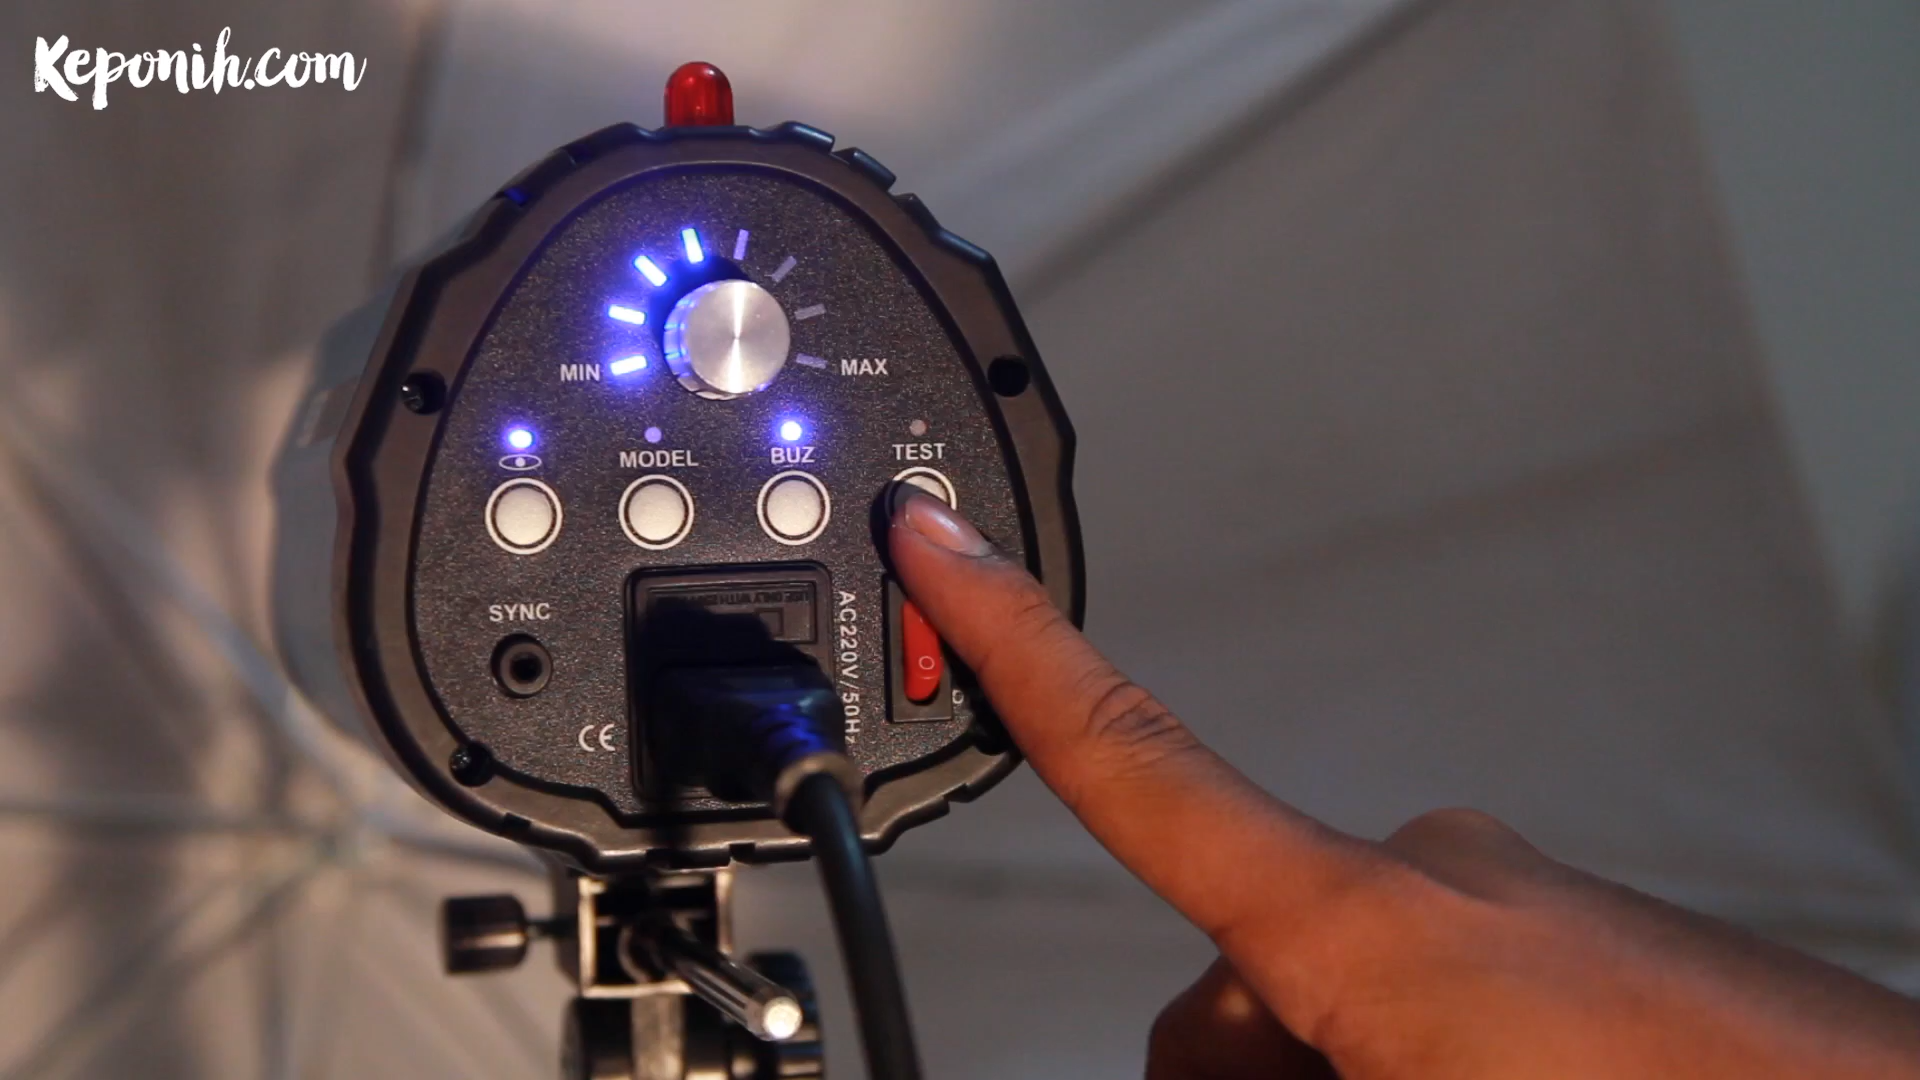 Keponih.com
MIN
MAX
MODEL
BUZ
TEST
SYNC
AC220V/50Hz
CE
O